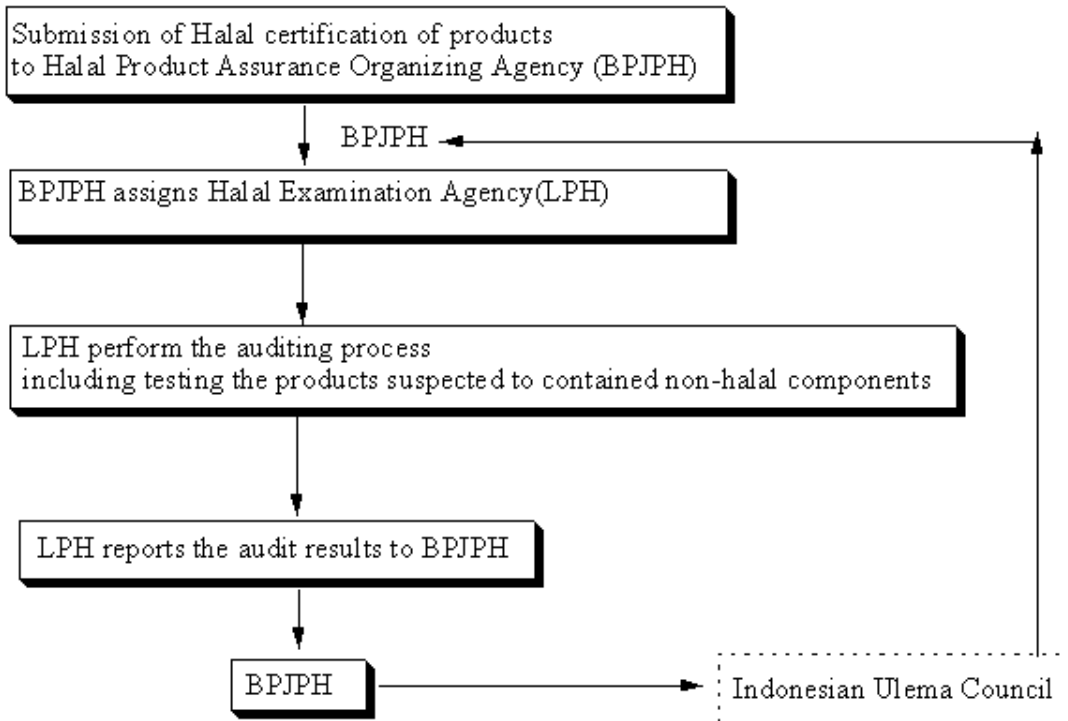 Submission of Halal certification of products
to Halal Product Assurance Organizing Agency (BPJPH)
BPJPH
BPJPH assigns Halal Examination Agency(LPH)
LPH perform the auditing process
including testing the products suspected to contained non-halal components
LPH reports the audit results to BPJPH
BPJPH
Indonesian Ulema Council